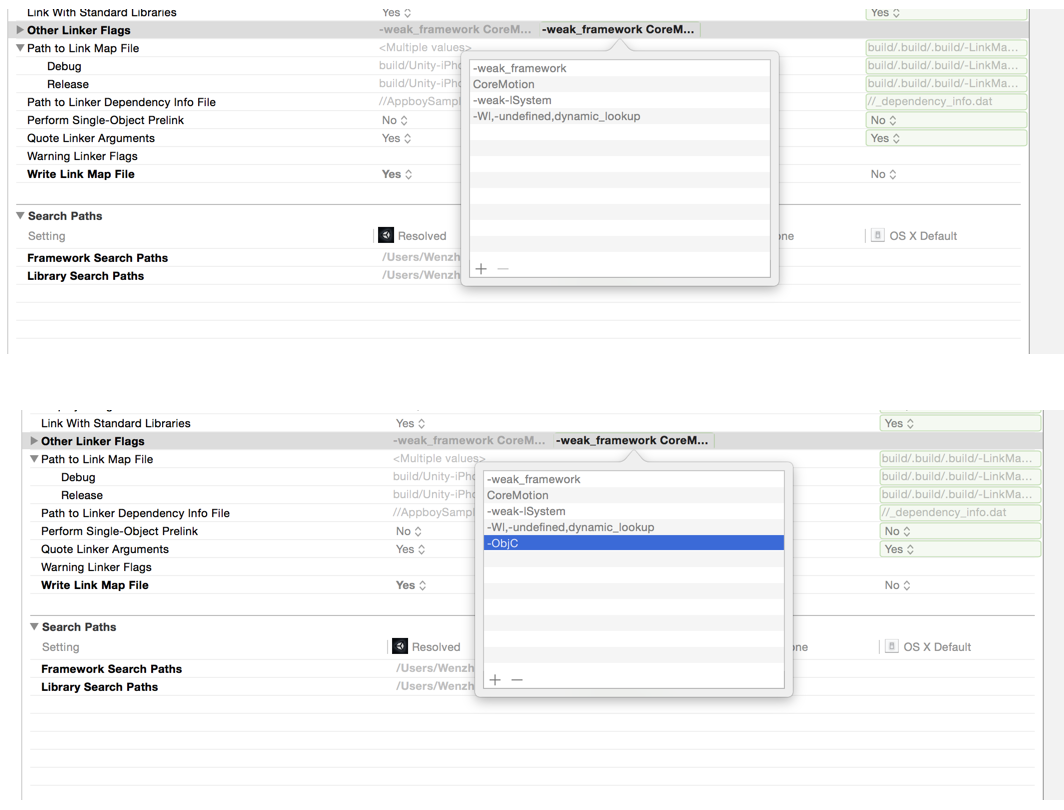 Link With Standard Libraries Yes Yes
Other Linker Flags -weak_framework CoreM... -weak_framework CoreM...
Path to Link Map File <Multiple values> build/.build/.build/-LinkMa...
Debug build/Unity-iPho build/.build/.build/-LinkMa...
Release build/Unity-iPho build/.build/.build/-LinkMa...
Path to Linker Dependency Info File //AppboySampl //_dependency_info.dat
Perform Single-Object Prelink No No
Quote Linker Arguments Yes Yes
Warning Linker Flags
Write Link Map File Yes No
-weak_framework
CoreMotion
-weak-lSystem
-Wl,-undefined,dynamic_lookup
+ −
Search Paths
Setting Resolved one OS X Default
Framework Search Paths /Users/Wenzh
Library Search Paths /Users/Wenzh
Link With Standard Libraries Yes Yes
Other Linker Flags -weak_framework CoreM... -weak_framework CoreM...
Path to Link Map File <Multiple values> build/.build/.build/-LinkMa...
Debug build/Unity-iPho build/.build/.build/-LinkMa...
Release build/Unity-iPho build/.build/.build/-LinkMa...
Path to Linker Dependency Info File //AppboySampl //_dependency_info.dat
Perform Single-Object Prelink No No
Quote Linker Arguments Yes Yes
Warning Linker Flags
Write Link Map File Yes No
-weak_framework
CoreMotion
-weak-lSystem
-Wl,-undefined,dynamic_lookup
-ObjC
+ −
Search Paths
Setting Resolved one OS X Default
Framework Search Paths /Users/Wenzh
Library Search Paths /Users/Wenzh